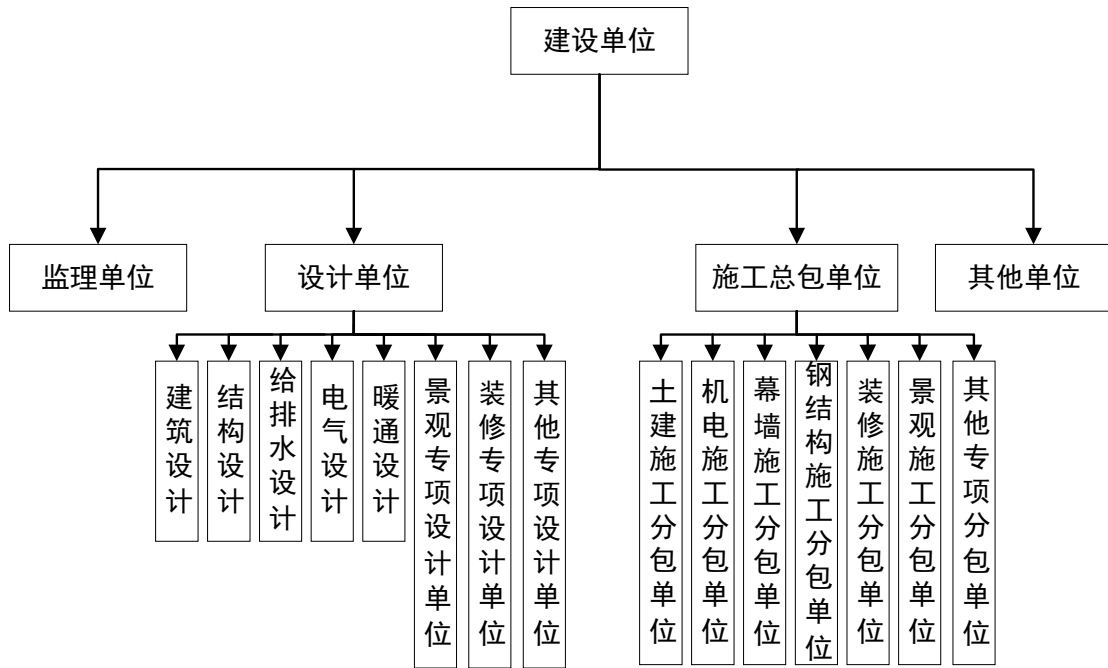 建设单位
监理单位
设计单位
施工总包单位
其他单位
建筑设计
结构设计
给排水设计
电气设计
暖通设计
景观专项设计单位
装修专项设计单位
其他专项设计单位
土建施工分包单位
机电施工分包单位
幕墙施工分包单位
钢结构施工分包单位
装修施工分包单位
景观施工分包单位
其他专项分包单位